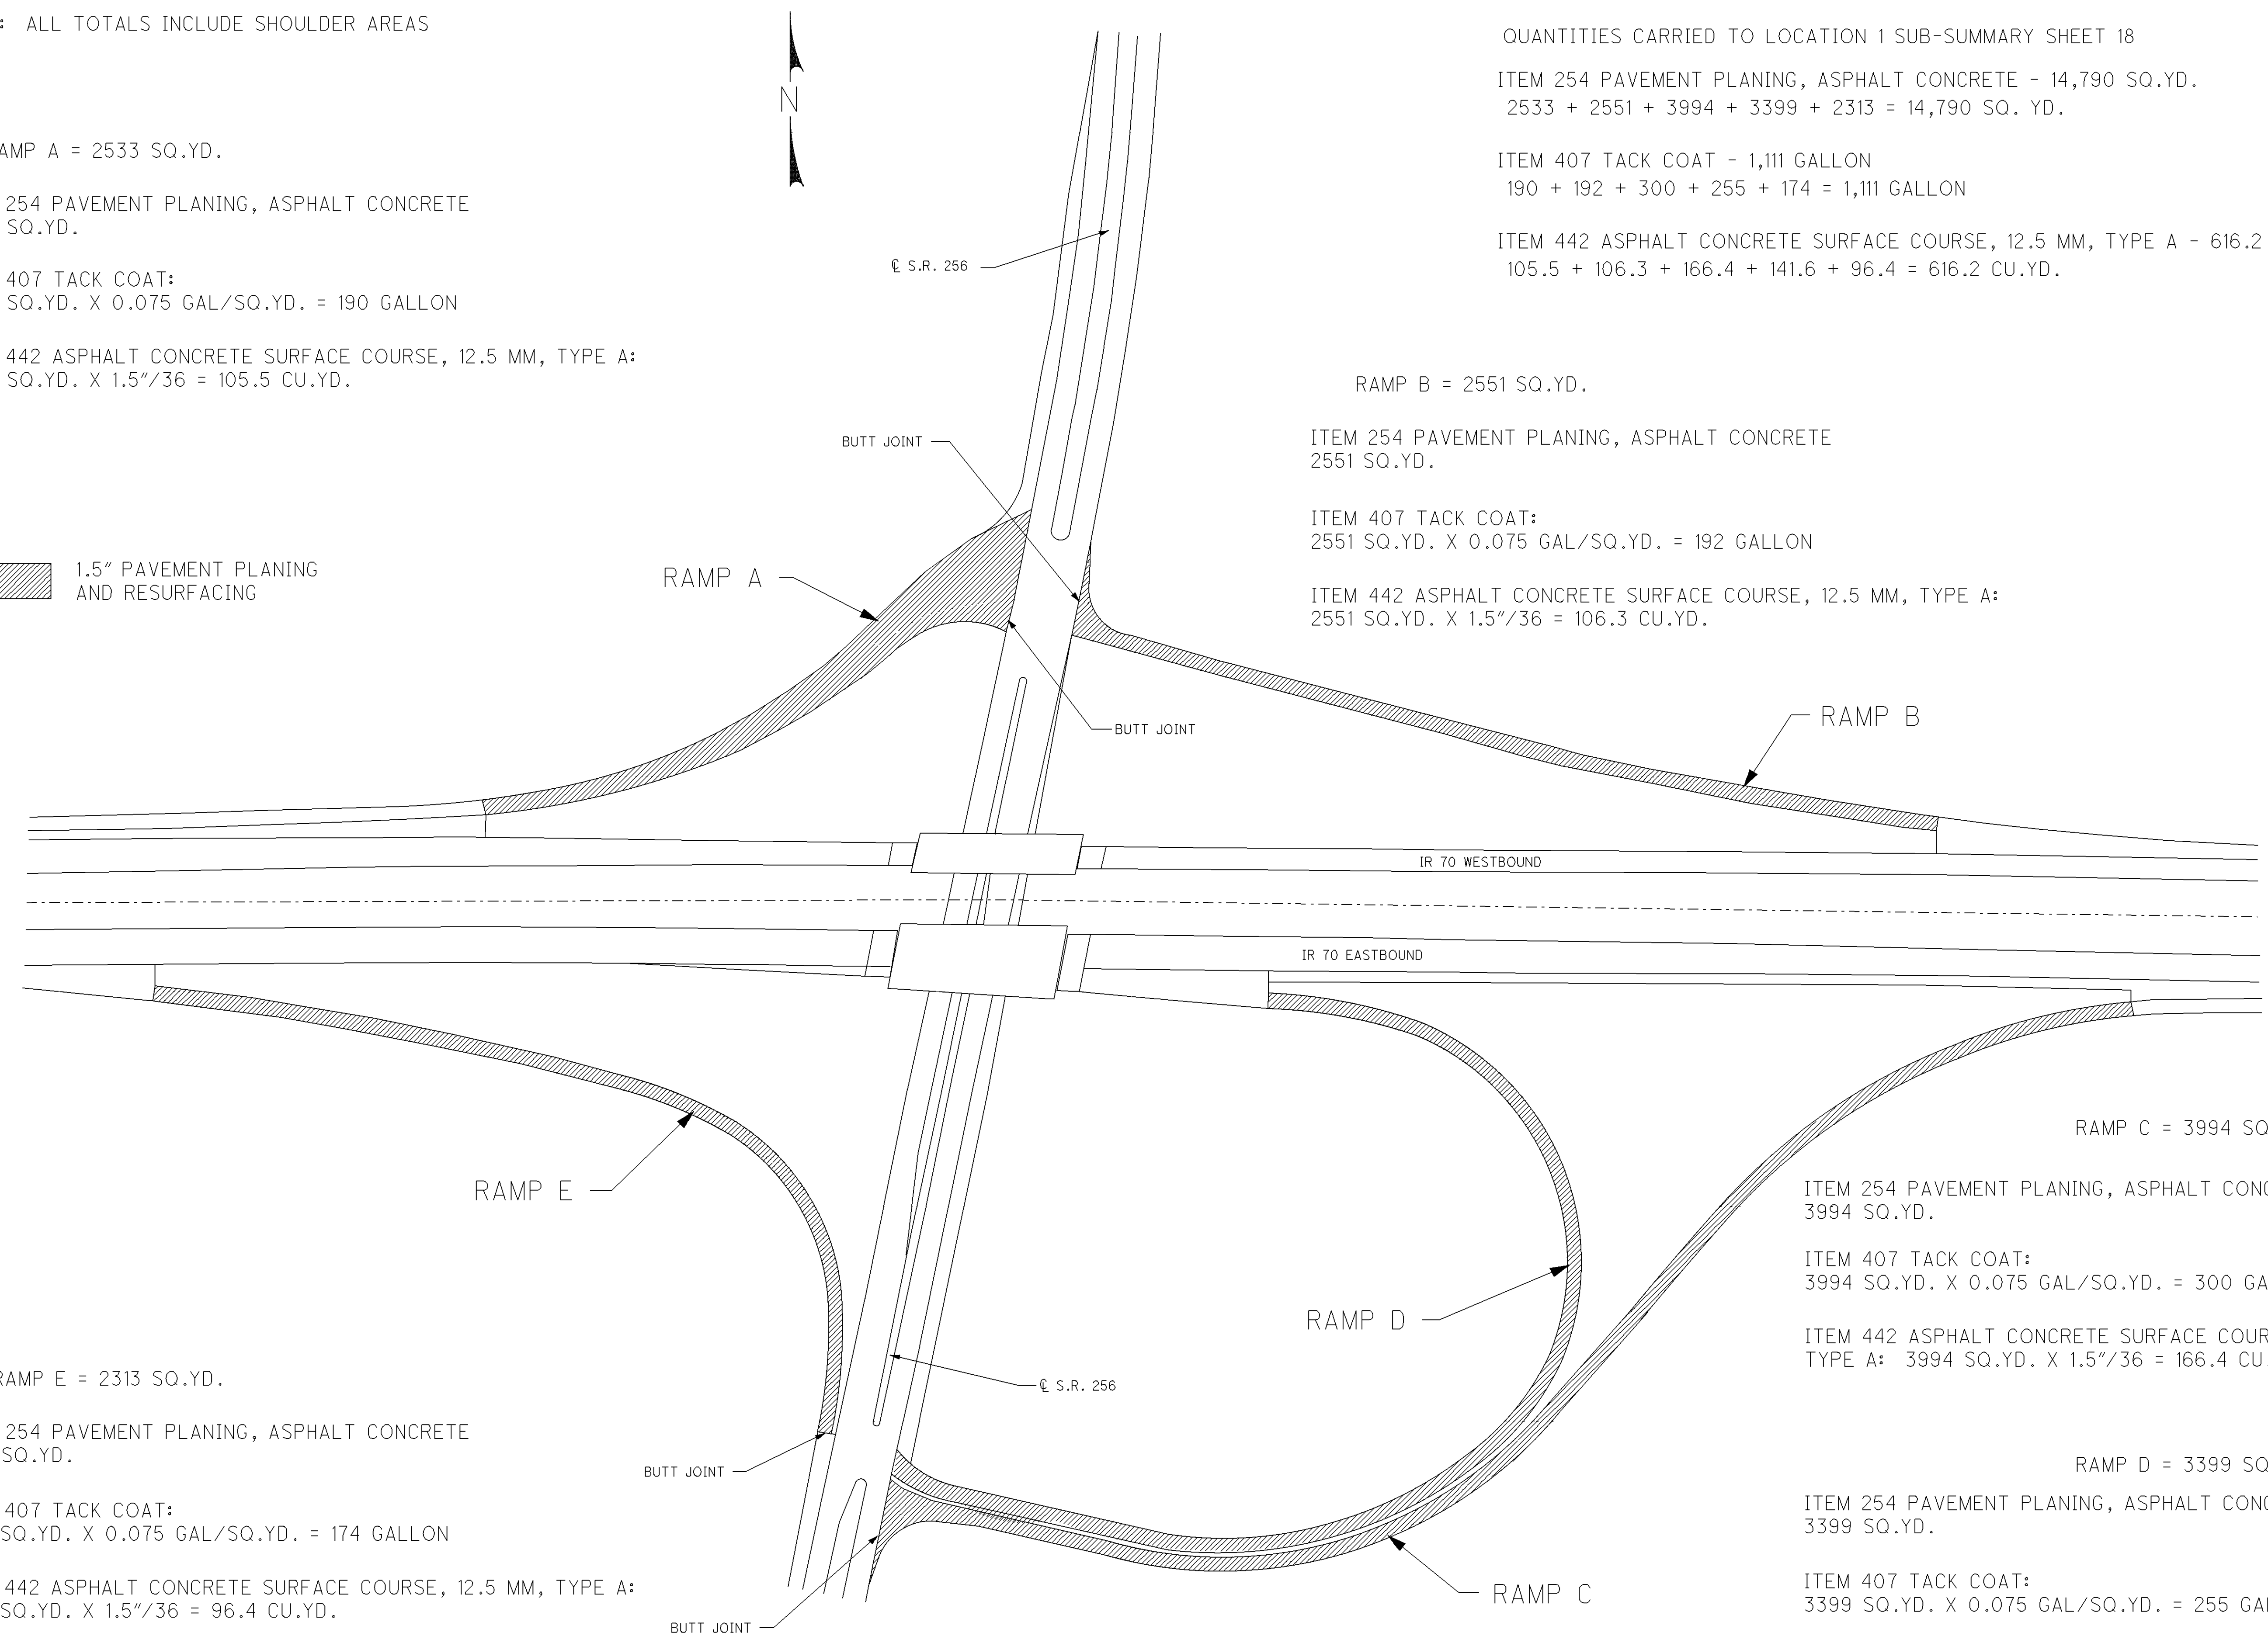 : ALL TOTALS INCLUDE SHOULDER AREAS
AMP A = 2533 SQ.YD.
254 PAVEMENT PLANING, ASPHALT CONCRETE
SQ.YD.
407 TACK COAT:
SQ.YD. X 0.075 GAL/SQ.YD. = 190 GALLON
442 ASPHALT CONCRETE SURFACE COURSE, 12.5 MM, TYPE A:
SQ.YD. X 1.5"/36 = 105.5 CU.YD.
1.5" PAVEMENT PLANING
AND RESURFACING
N
QUANTITIES CARRIED TO LOCATION 1 SUB-SUMMARY SHEET 18
ITEM 254 PAVEMENT PLANING, ASPHALT CONCRETE - 14,790 SQ.YD.
2533 + 2551 + 3994 + 3399 + 2313 = 14,790 SQ. YD.
ITEM 407 TACK COAT - 1,111 GALLON
190 + 192 + 300 + 255 + 174 = 1,111 GALLON
ITEM 442 ASPHALT CONCRETE SURFACE COURSE, 12.5 MM, TYPE A - 616.2
105.5 + 106.3 + 166.4 + 141.6 + 96.4 = 616.2 CU.YD.
℄ S.R. 256
BUTT JOINT
RAMP A
RAMP B = 2551 SQ.YD.
ITEM 254 PAVEMENT PLANING, ASPHALT CONCRETE
2551 SQ.YD.
ITEM 407 TACK COAT:
2551 SQ.YD. X 0.075 GAL/SQ.YD. = 192 GALLON
ITEM 442 ASPHALT CONCRETE SURFACE COURSE, 12.5 MM, TYPE A:
2551 SQ.YD. X 1.5"/36 = 106.3 CU.YD.
BUTT JOINT
RAMP B
IR 70 WESTBOUND
IR 70 EASTBOUND
RAMP E
RAMP D
℄ S.R. 256
RAMP C = 3994 SQ
ITEM 254 PAVEMENT PLANING, ASPHALT CONC
3994 SQ.YD.
ITEM 407 TACK COAT:
3994 SQ.YD. X 0.075 GAL/SQ.YD. = 300 GA
ITEM 442 ASPHALT CONCRETE SURFACE COUR
TYPE A: 3994 SQ.YD. X 1.5"/36 = 166.4 CU
RAMP E = 2313 SQ.YD.
254 PAVEMENT PLANING, ASPHALT CONCRETE
SQ.YD.
407 TACK COAT:
SQ.YD. X 0.075 GAL/SQ.YD. = 174 GALLON
442 ASPHALT CONCRETE SURFACE COURSE, 12.5 MM, TYPE A:
SQ.YD. X 1.5"/36 = 96.4 CU.YD.
BUTT JOINT
BUTT JOINT
RAMP C
RAMP D = 3399 SQ
ITEM 254 PAVEMENT PLANING, ASPHALT CONC
3399 SQ.YD.
ITEM 407 TACK COAT:
3399 SQ.YD. X 0.075 GAL/SQ.YD. = 255 GA